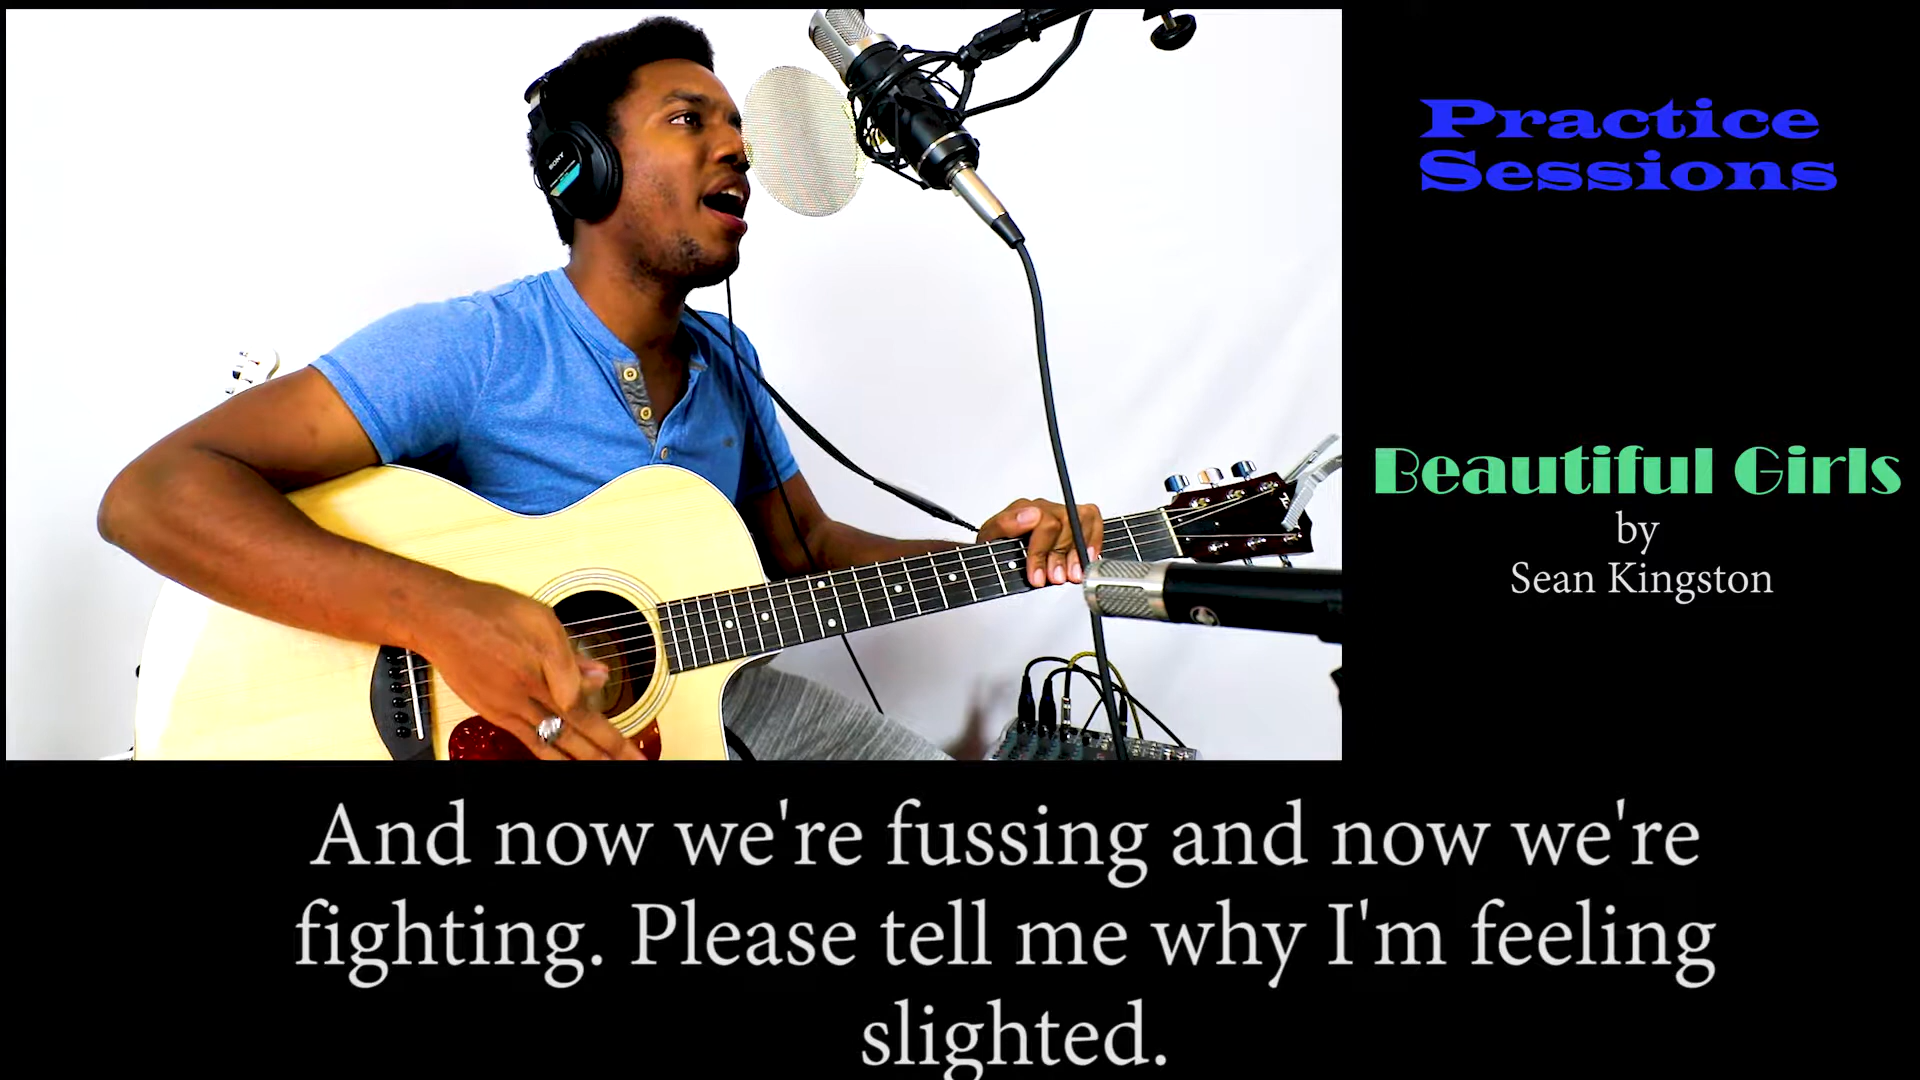 SONY
Practice
Sessions
Beautiful Girls
by
Sean Kingston
And now we're fussing and now we're
fighting. Please tell me why I'm feeling
slighted.